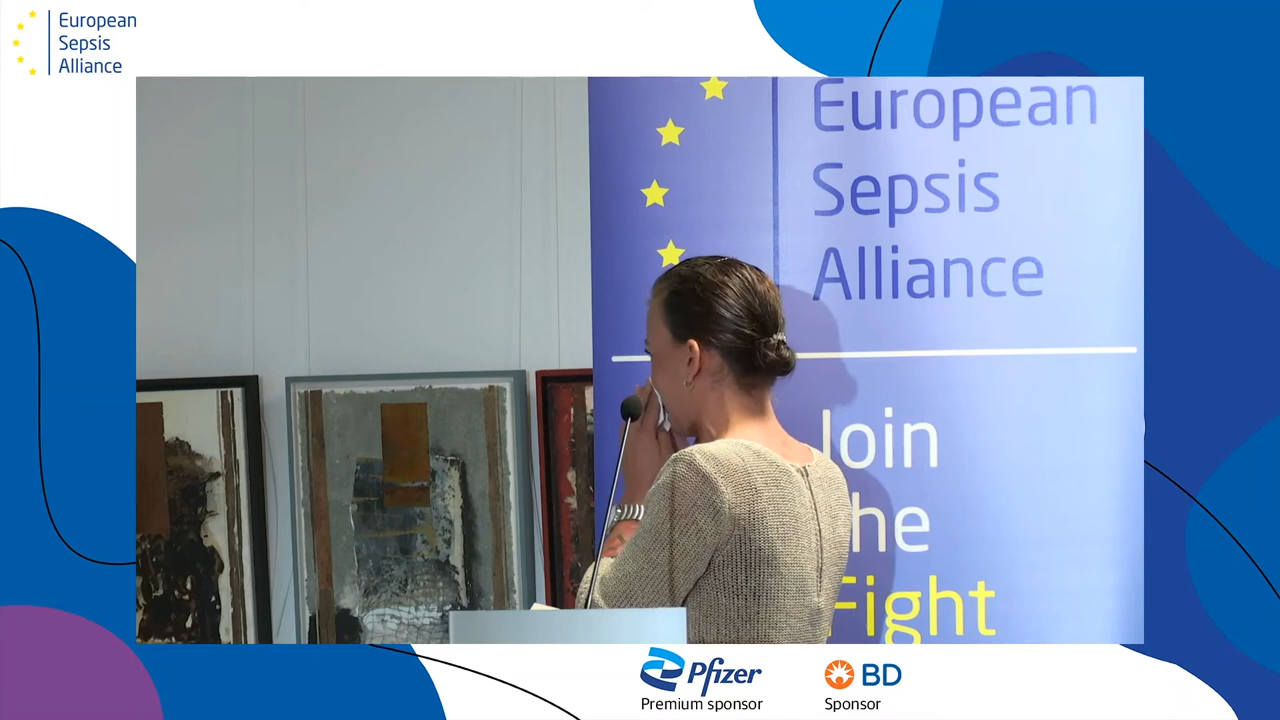 European
Sepsis
Alliance
European
Sepsis
Alliance
Join
the
Fight
Pfizer
Premium sponsor
BD
Sponsor